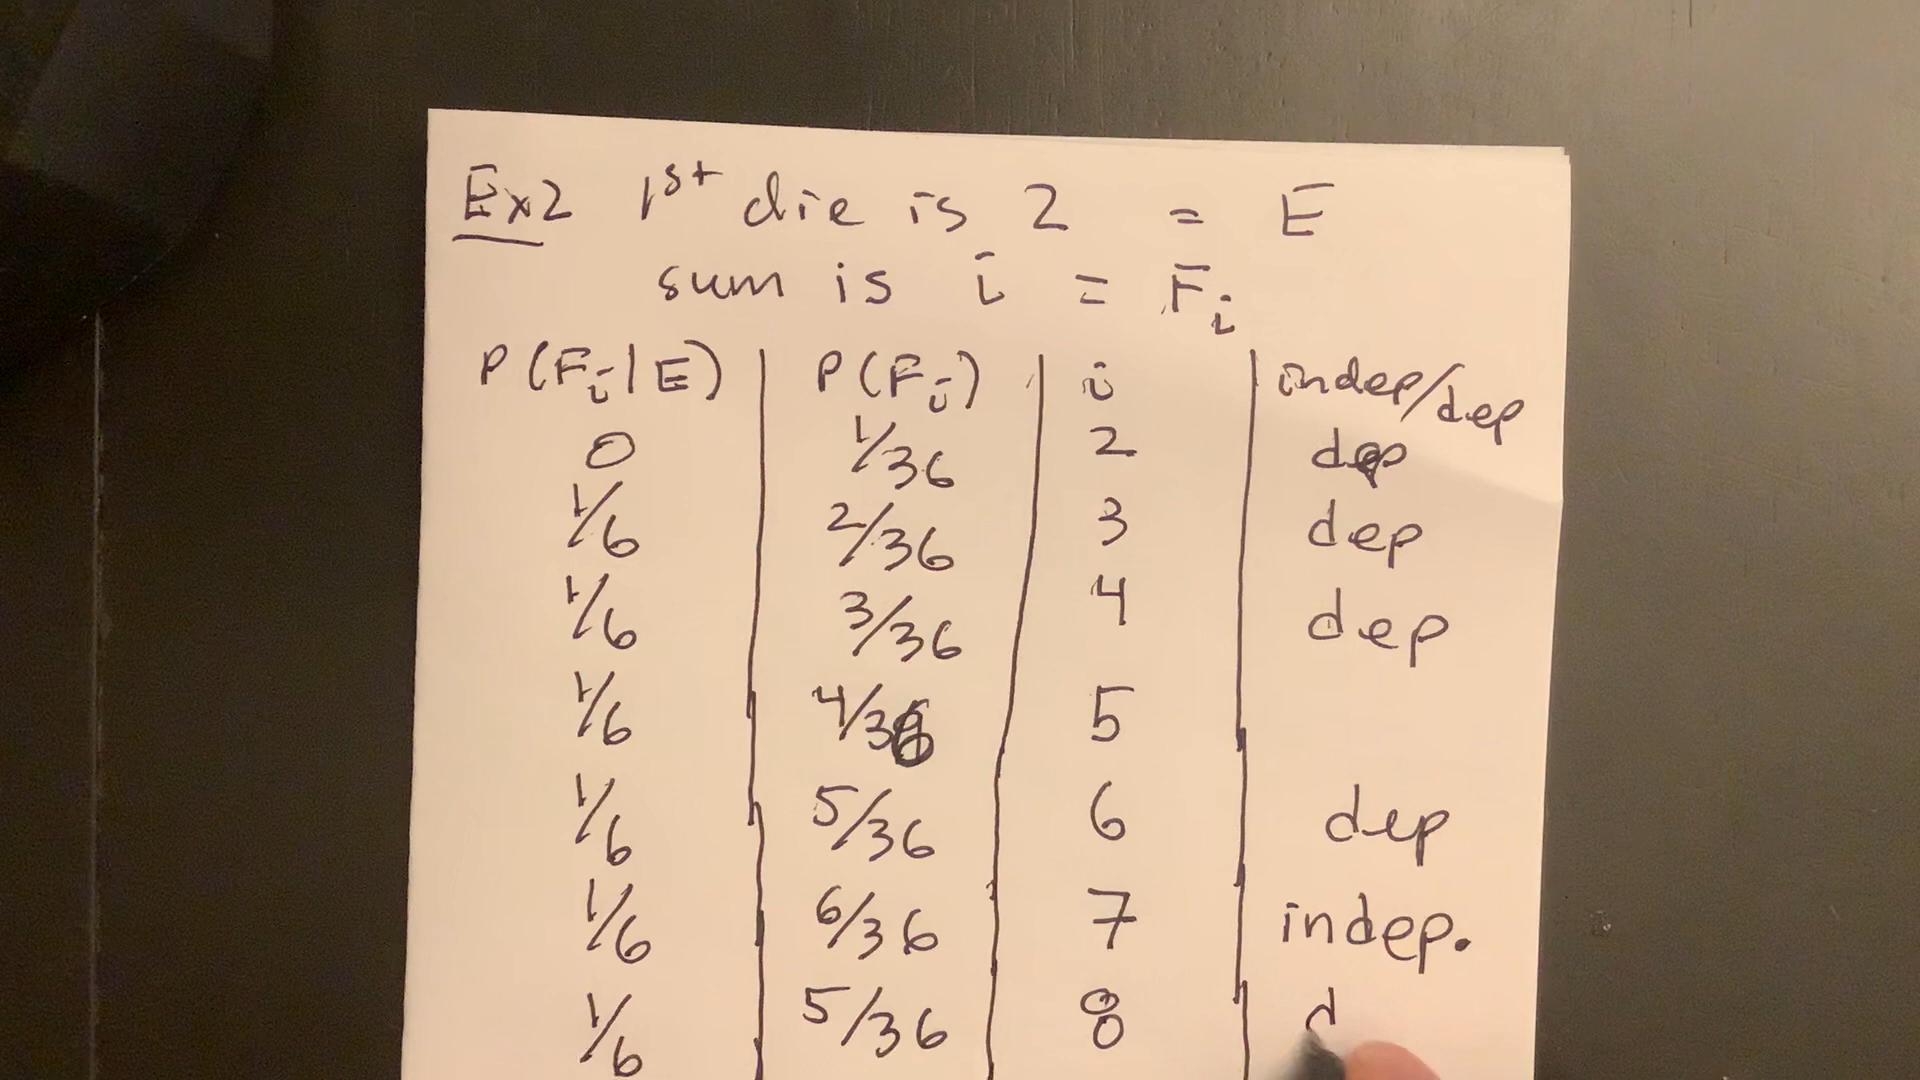 Ex2 1st die is 2 = E
sum is i = Fi
P(Fi|E) P(Fi) i indep/dep
0 1/36 2 dep
1/6 2/36 3 dep
1/6 3/36 4 dep
1/6 4/36 5
1/6 5/36 6 dep
1/6 6/36 7 indep.
1/6 5/36 8 d